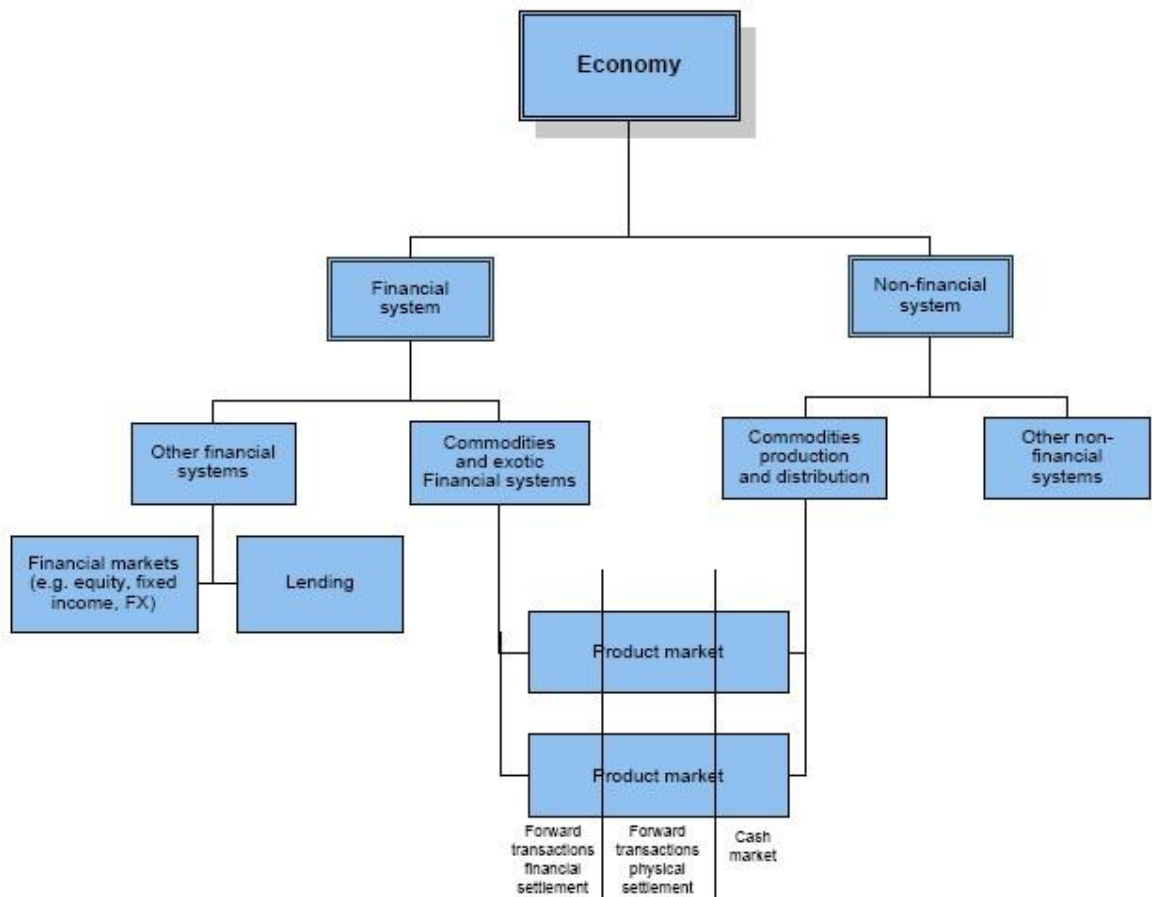 Economy
Financial
system
Non-financial
system
Other financial
systems
Commodities
and exotic
Financial systems
Commodities
production
and distribution
Other non-
financial
systems
Financial markets
(e.g. equity, fixed
income, FX)
Lending
Product market
Product market
Forward
transactions
financial
settlement
Forward
transactions
physical
settlement
Cash
market